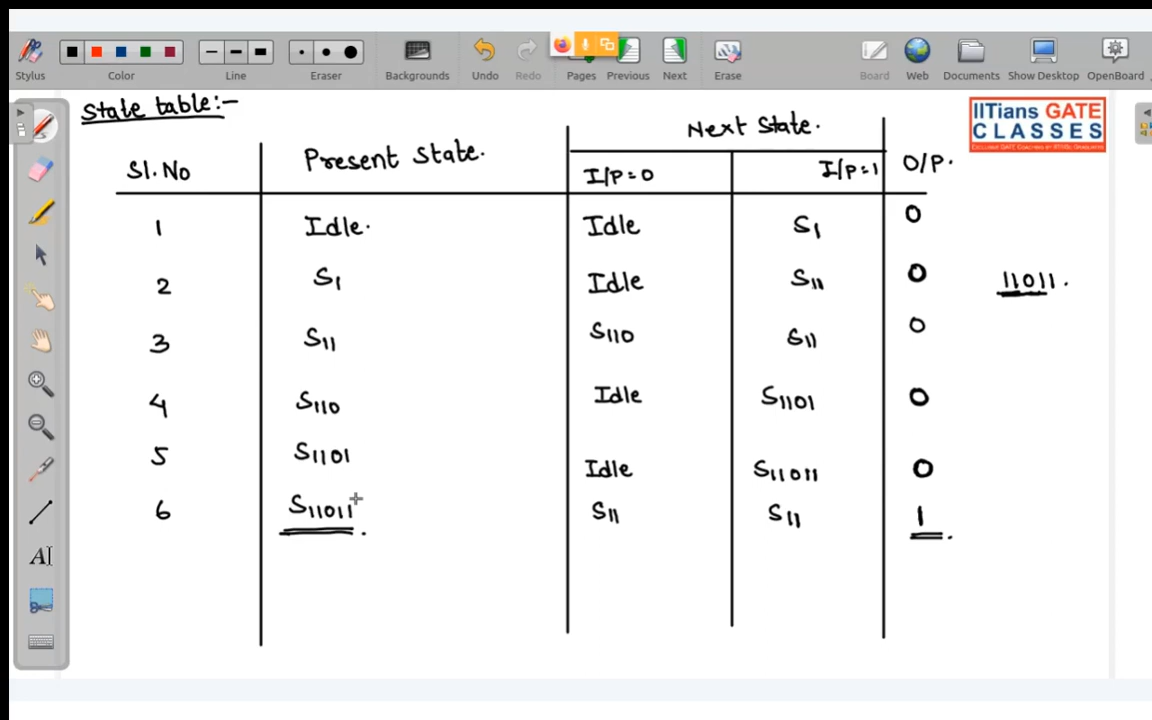 Stylus Color Line Eraser Backgrounds Undo Redo Pages Previous Next Erase Board Web Documents Show Desktop OpenBoard
State table:-
IITians GATE
CLASSES
Sl. No Present State. Next State. O/P.
I/P=0 I/P=1
1 Idle. Idle S1 0
2 S1 Idle S11 0
11011.
3 S11 S110 S11 0
4 S110 Idle S1101 0
5 S1101 Idle S11011 0
6 S11011 S11 S11 1.